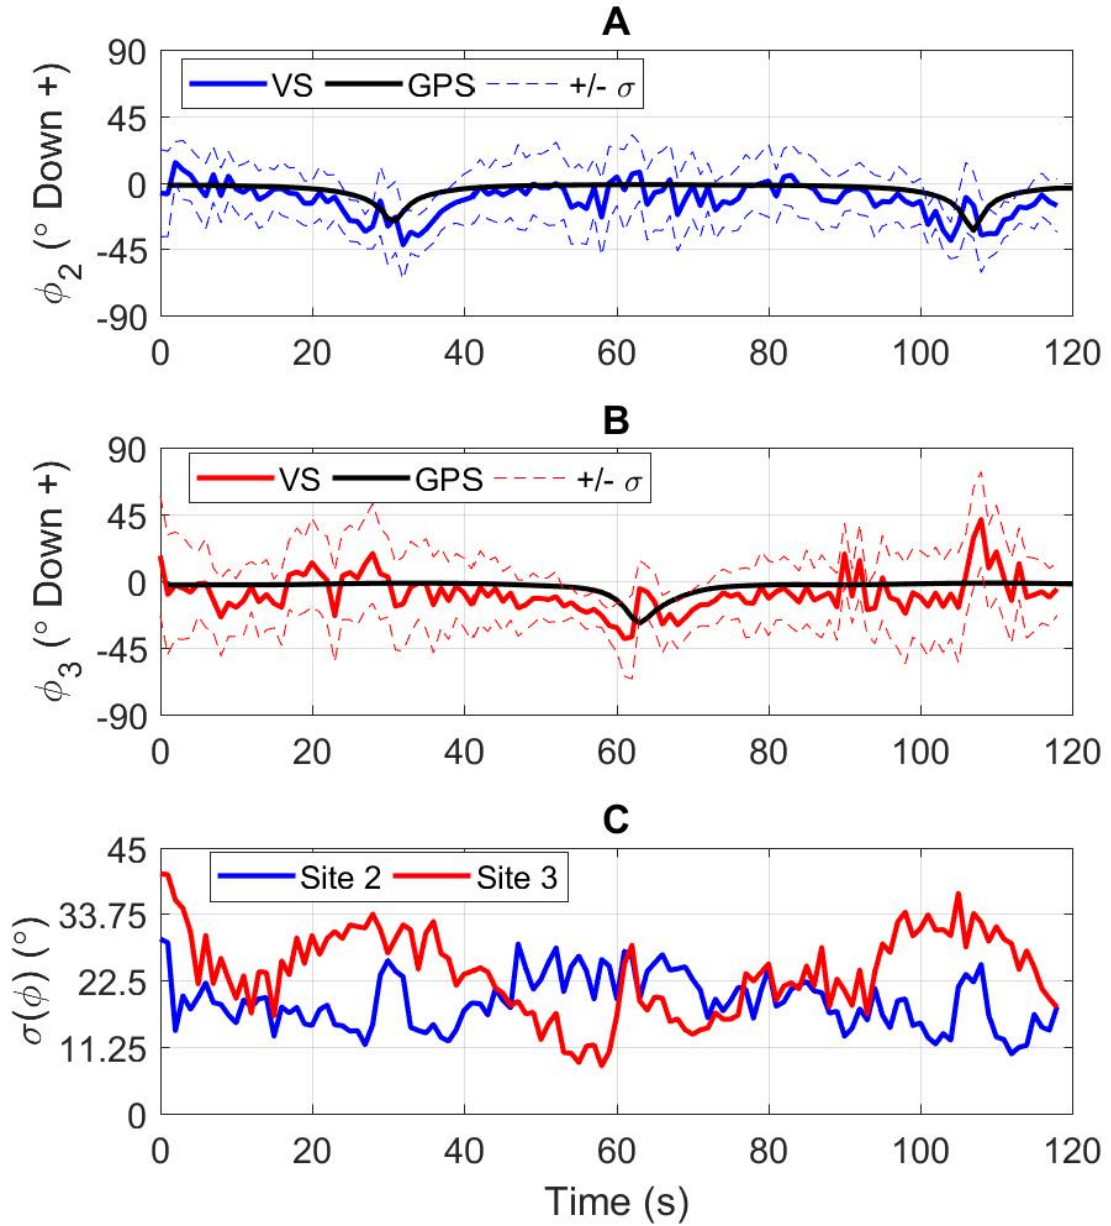 A
90
VS GPS +/- σ
45
0
-45
-90
ϕ2 (° Down +)
0 20 40 60 80 100 120
B
90
VS GPS +/- σ
45
0
-45
-90
ϕ3 (° Down +)
0 20 40 60 80 100 120
C
45
Site 2 Site 3
33.75
22.5
11.25
0
σ(ϕ) (°)
0 20 40 60 80 100 120
Time (s)